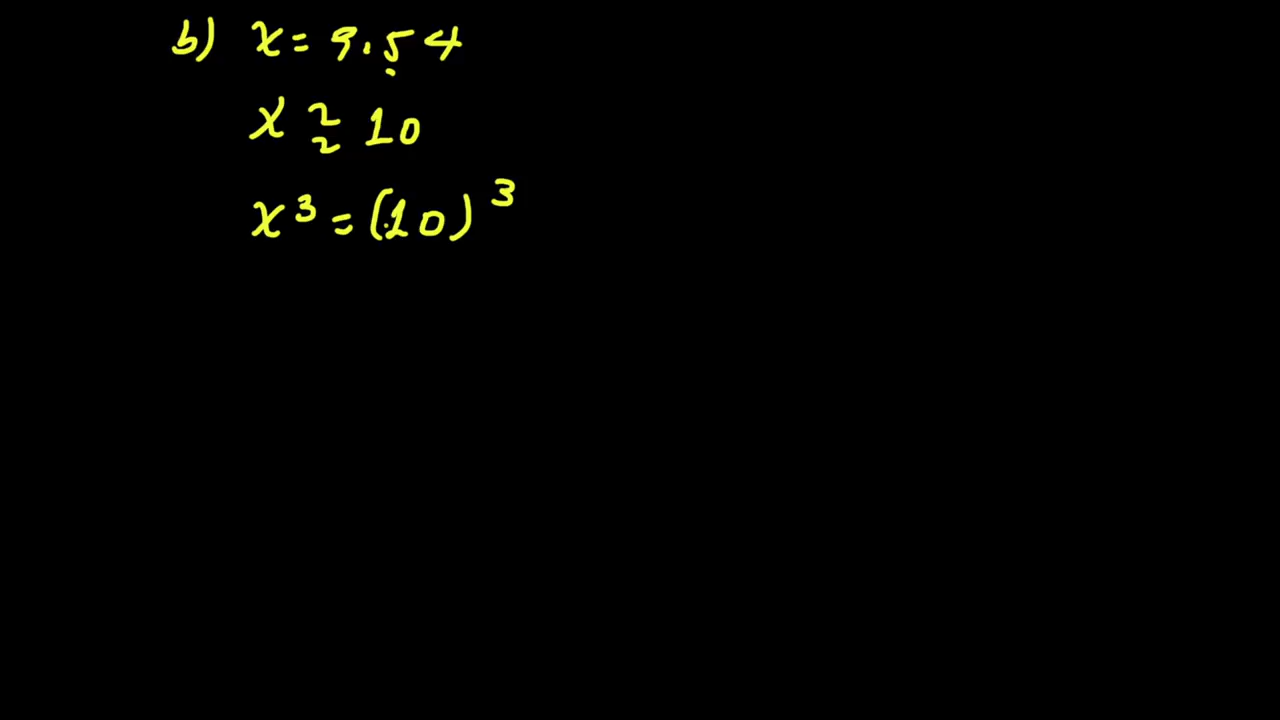 b) x = 9.54
x ≈ 10
x³ = (10)³